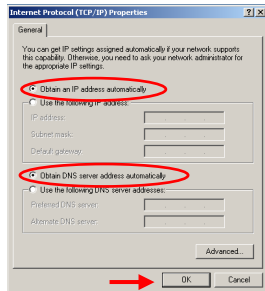 Internet Protocol (TCP/IP) Properties
General
You can get IP settings assigned automatically if your network supports
this capability. Otherwise, you need to ask your network administrator for
the appropriate IP settings.
Obtain an IP address automatically
Use the following IP address:
IP address:
Subnet mask:
Default gateway:
Obtain DNS server address automatically
Use the following DNS server addresses:
Preferred DNS server:
Alternate DNS server:
Advanced...
OK Cancel